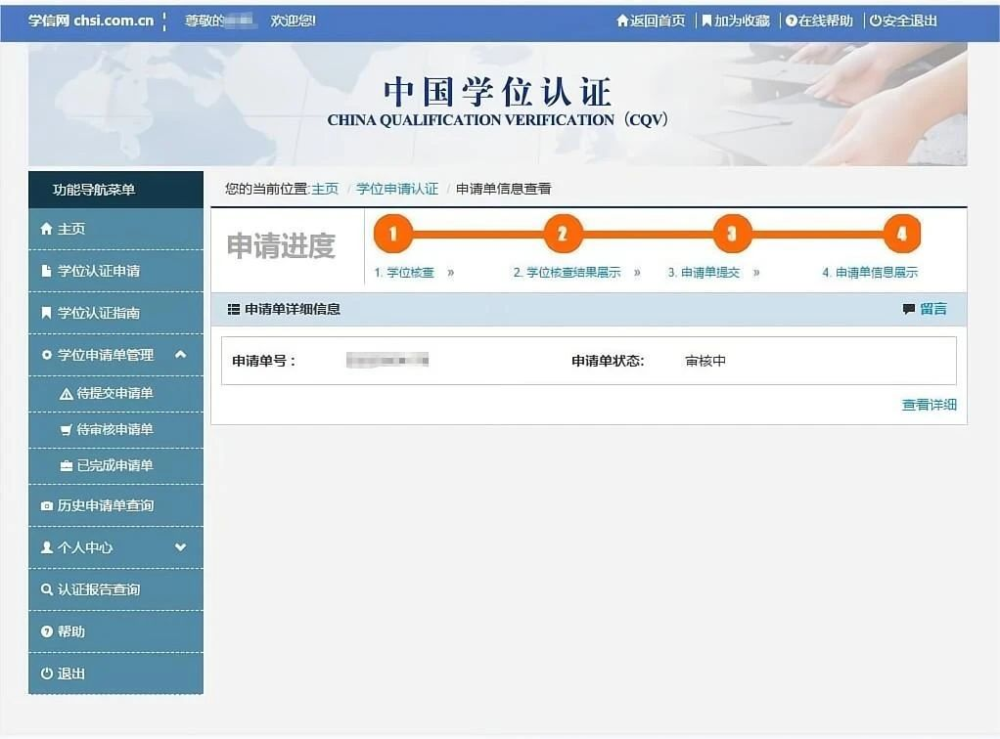 学信网 chsi.com.cn 尊敬的 欢迎您! 返回首页 加为收藏 在线帮助 安全退出
中国学位认证
CHINA QUALIFICATION VERIFICATION（CQV）
功能导航菜单
主页
学位认证申请
学位认证指南
学位申请单管理
待提交申请单
待审核申请单
已完成申请单
历史申请单查询
个人中心
认证报告查询
帮助
退出
您的当前位置:主页 / 学位申请认证 / 申请单信息查看
申请进度
1 2 3 4
1. 学位核查 » 2. 学位核查结果展示 » 3. 申请单提交 » 4. 申请单信息展示
申请单详细信息 留言
申请单号： 申请单状态: 审核中
查看详细